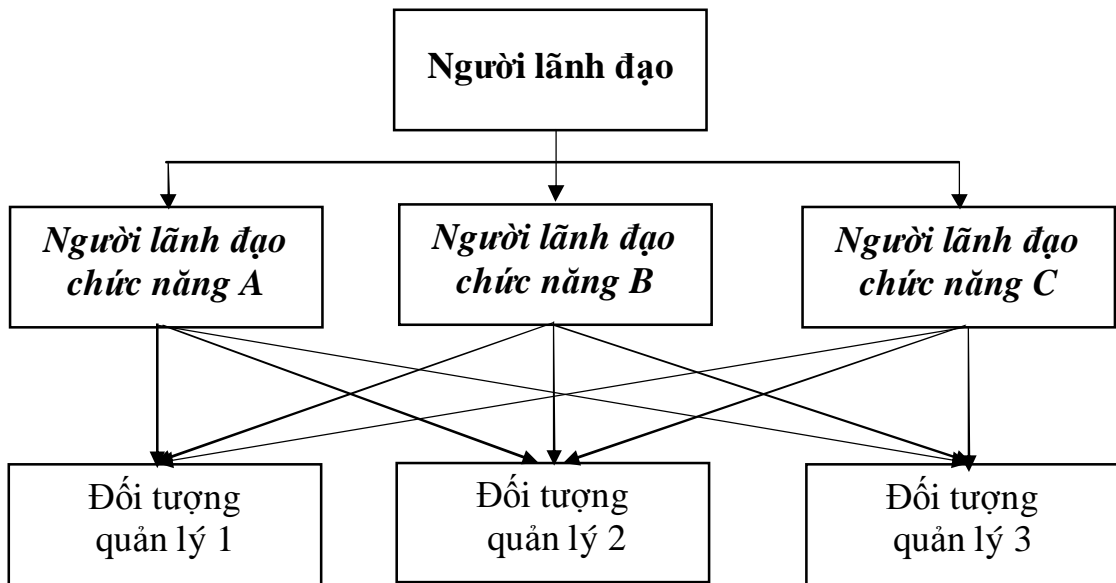 Người lãnh đạo
Người lãnh đạo
chức năng A
Người lãnh đạo
chức năng B
Người lãnh đạo
chức năng C
Đối tượng
quản lý 1
Đối tượng
quản lý 2
Đối tượng
quản lý 3